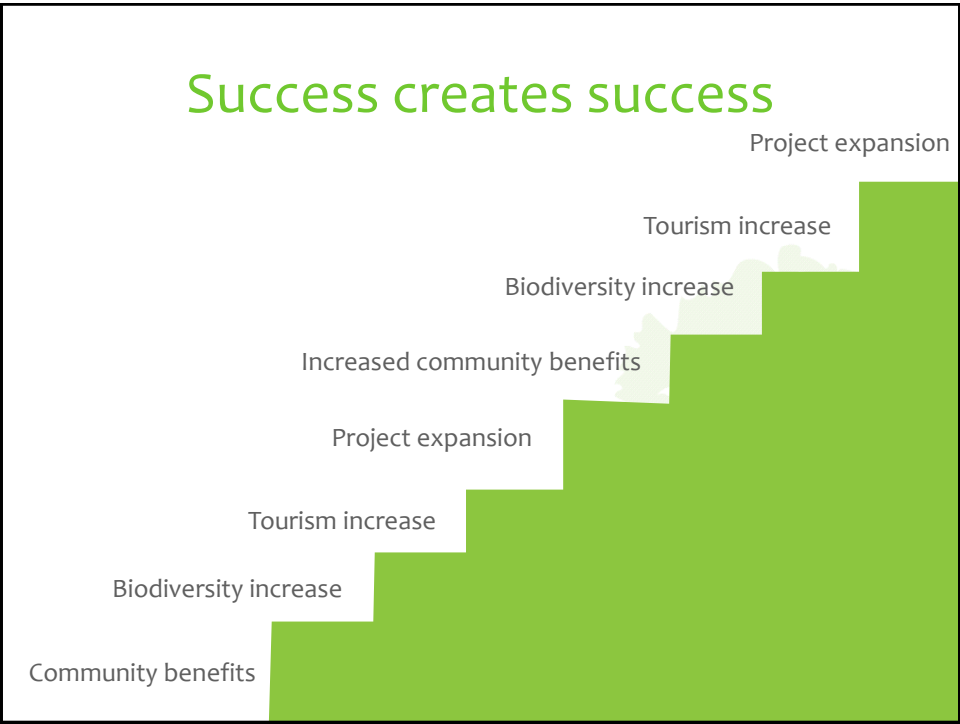 Success creates success
Project expansion
Tourism increase
Biodiversity increase
Increased community benefits
Project expansion
Tourism increase
Biodiversity increase
Community benefits